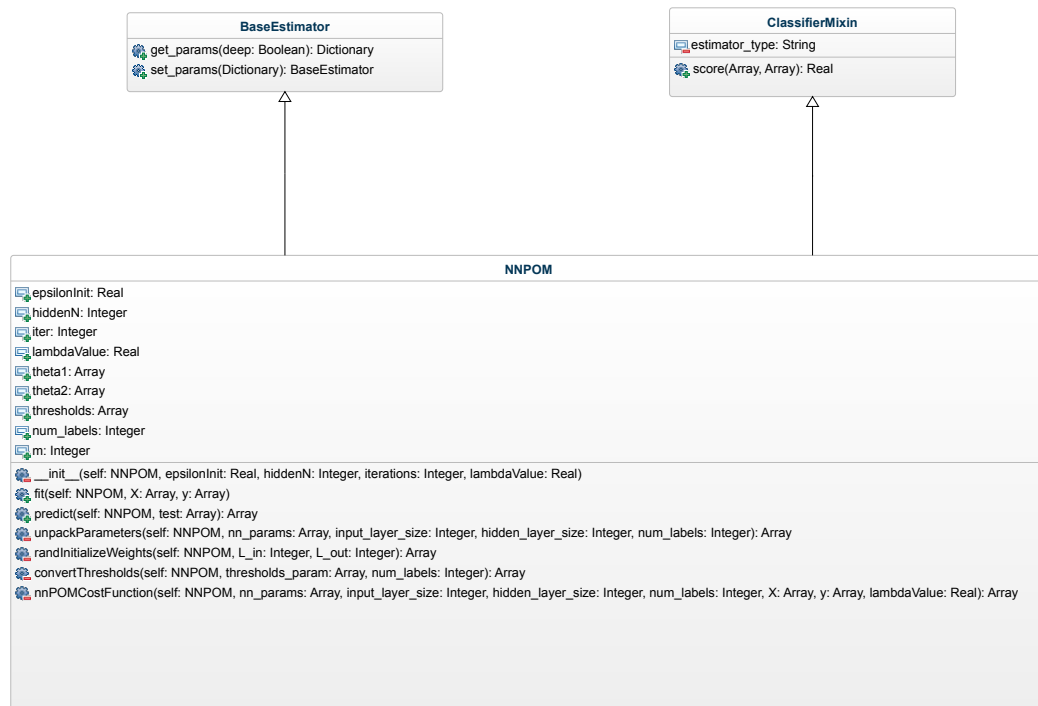 BaseEstimator
get_params(deep: Boolean): Dictionary
set_params(Dictionary): BaseEstimator
ClassifierMixin
estimator_type: String
score(Array, Array): Real
NNPOM
epsilonInit: Real
hiddenN: Integer
iter: Integer
lambdaValue: Real
theta1: Array
theta2: Array
thresholds: Array
num_labels: Integer
m: Integer
__init__(self: NNPOM, epsilonInit: Real, hiddenN: Integer, iterations: Integer, lambdaValue: Real)
fit(self: NNPOM, X: Array, y: Array)
predict(self: NNPOM, test: Array): Array
unpackParameters(self: NNPOM, nn_params: Array, input_layer_size: Integer, hidden_layer_size: Integer, num_labels: Integer): Array
randInitializeWeights(self: NNPOM, L_in: Integer, L_out: Integer): Array
convertThresholds(self: NNPOM, thresholds_param: Array, num_labels: Integer): Array
nnPOMCostFunction(self: NNPOM, nn_params: Array, input_layer_size: Integer, hidden_layer_size: Integer, num_labels: Integer, X: Array, y: Array, lambdaValue: Real): Array